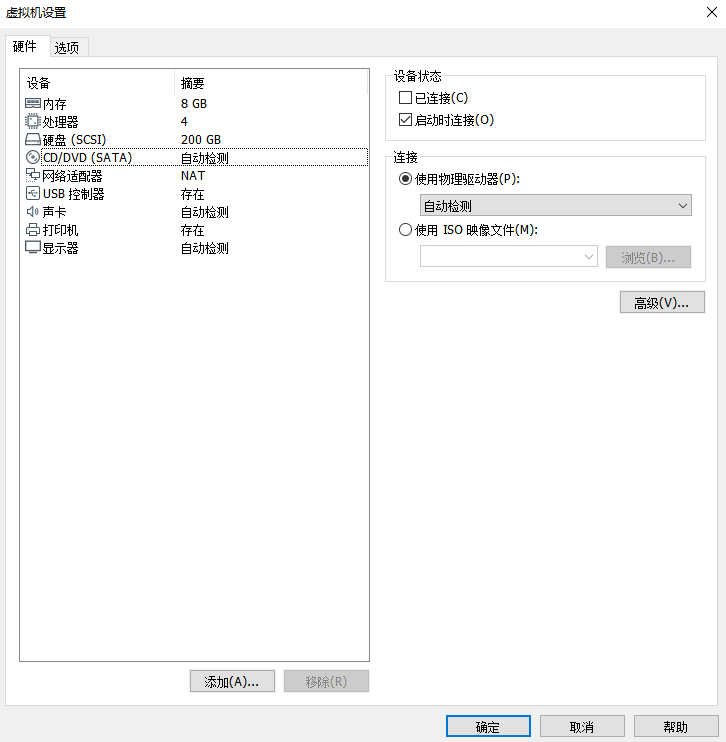 虚拟机设置
硬件 选项
设备 摘要
内存 8 GB
处理器 4
硬盘 (SCSI) 200 GB
CD/DVD (SATA) 自动检测
网络适配器 NAT
USB 控制器 存在
声卡 自动检测
打印机 存在
显示器 自动检测
添加(A)... 移除(R)
设备状态
已连接(C)
启动时连接(O)
连接
使用物理驱动器(P):
自动检测
使用 ISO 映像文件(M):
浏览(B)...
高级(V)...
确定 取消 帮助